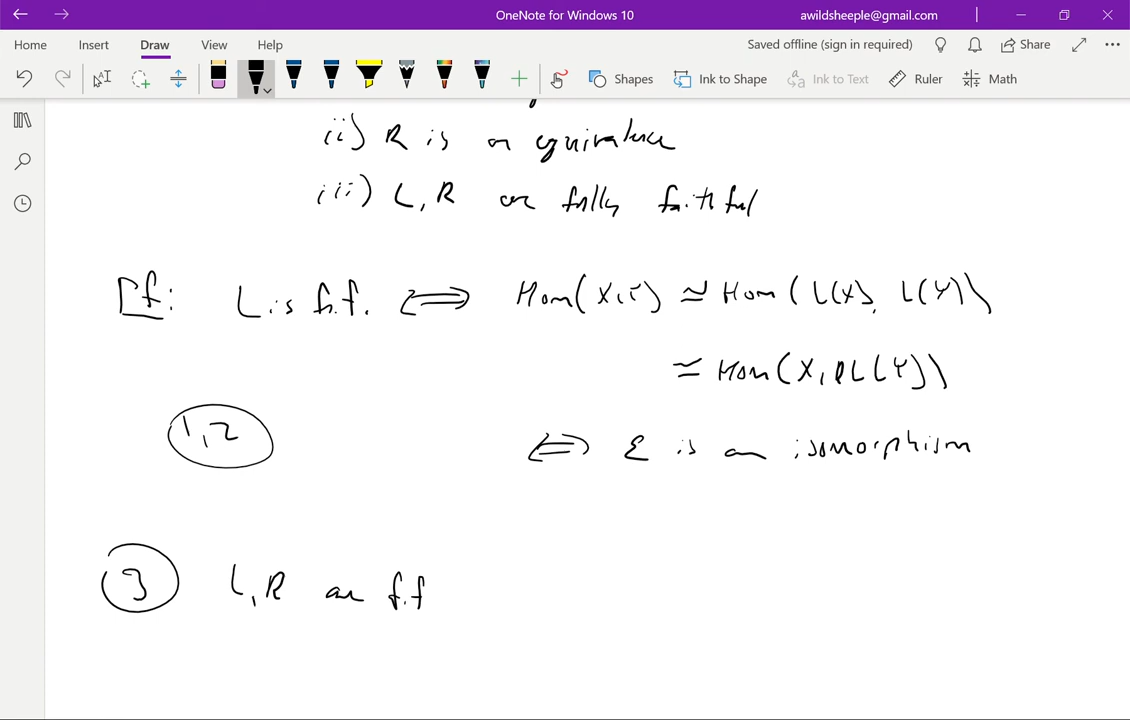 OneNote for Windows 10
awildsheeple@gmail.com
Home Insert Draw View Help
Saved offline (sign in required) Share
Shapes Ink to Shape Ink to Text Ruler Math
ii) R is an equivalence
iii) L, R are fully faithful
Pf: L is f.f. ⟺ Hom(X,Y) ≃ Hom(L(X), L(Y))
≃ Hom(X, RL(Y))
1,2
⟺ ε is an isomorphism
3 L, R are f.f